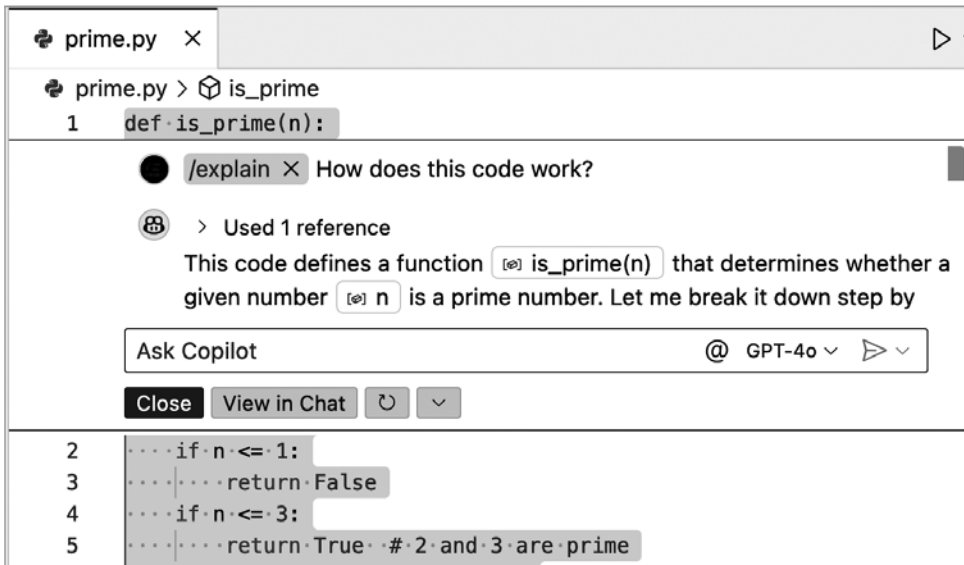 prime.py ×
prime.py > is_prime
1 def is_prime(n):
/explain × How does this code work?
> Used 1 reference
This code defines a function is_prime(n) that determines whether a
given number n is a prime number. Let me break it down step by
Ask Copilot @ GPT-4o
Close View in Chat
2 if n <= 1:
3 return False
4 if n <= 3:
5 return True # 2 and 3 are prime